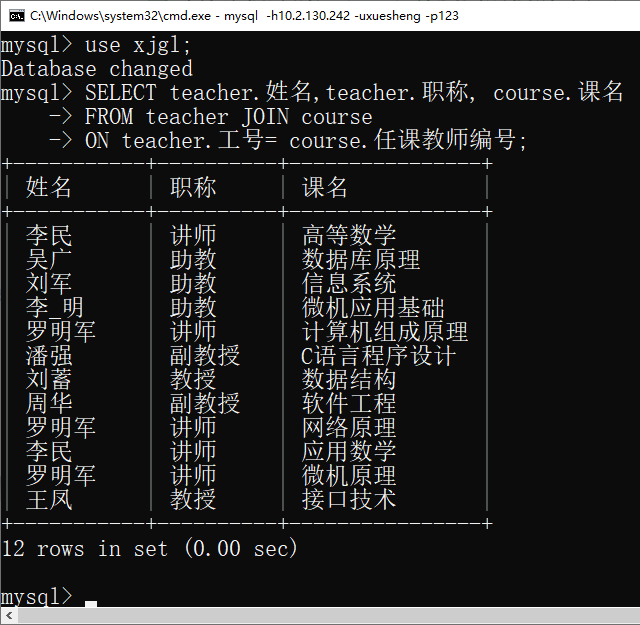 C:\Windows\system32\cmd.exe - mysql  -h10.2.130.242 -uxuesheng -p123
mysql> use xjgl;
Database changed
mysql> SELECT teacher.姓名,teacher.职称, course.课名
    -> FROM teacher JOIN course
    -> ON teacher.工号= course.任课教师编号;
+-----------+----------+----------------+
| 姓名 | 职称 | 课名 |
+-----------+----------+----------------+
| 李民 | 讲师 | 高等数学 |
| 吴广 | 助教 | 数据库原理 |
| 刘军 | 助教 | 信息系统 |
| 李_明 | 助教 | 微机应用基础 |
| 罗明军 | 讲师 | 计算机组成原理 |
| 潘强 | 副教授 | C语言程序设计 |
| 刘蓄 | 教授 | 数据结构 |
| 周华 | 副教授 | 软件工程 |
| 罗明军 | 讲师 | 网络原理 |
| 李民 | 讲师 | 应用数学 |
| 罗明军 | 讲师 | 微机原理 |
| 王凤 | 教授 | 接口技术 |
+-----------+----------+----------------+
12 rows in set (0.00 sec)
mysql> _